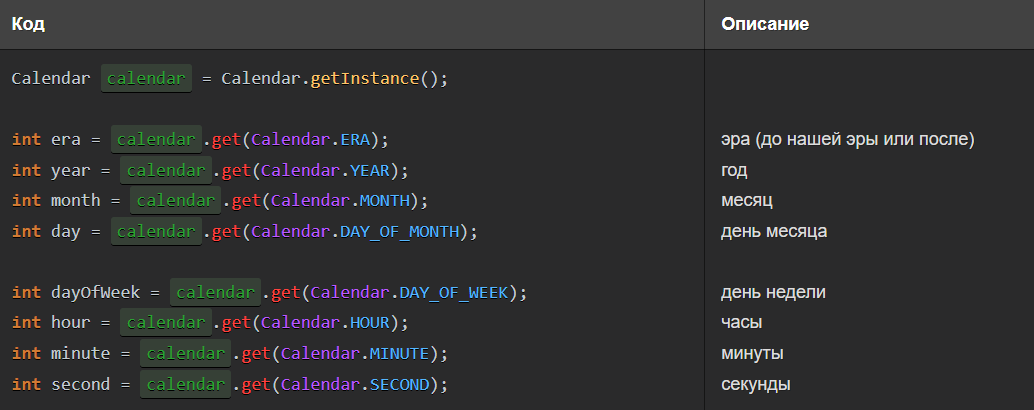 Код Описание
Calendar calendar = Calendar.getInstance();
int era = calendar.get(Calendar.ERA); эра (до нашей эры или после)
int year = calendar.get(Calendar.YEAR); год
int month = calendar.get(Calendar.MONTH); месяц
int day = calendar.get(Calendar.DAY_OF_MONTH); день месяца
int dayOfWeek = calendar.get(Calendar.DAY_OF_WEEK); день недели
int hour = calendar.get(Calendar.HOUR); часы
int minute = calendar.get(Calendar.MINUTE); минуты
int second = calendar.get(Calendar.SECOND); секунды